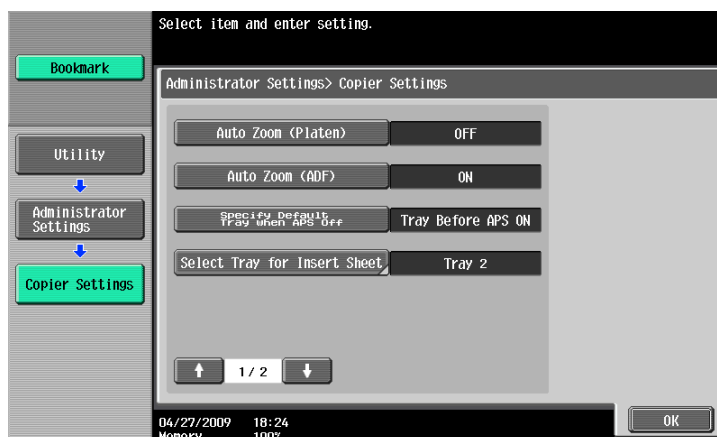 Select item and enter setting.
Bookmark
Administrator Settings> Copier Settings
Auto Zoom (Platen)
OFF
Utility
Auto Zoom (ADF)
ON
Administrator
Settings
Specify Default
Tray when APS Off
Tray Before APS ON
Copier Settings
Select Tray for Insert Sheet
Tray 2
1/ 2
04/27/2009 18:24
Memory 100%
OK